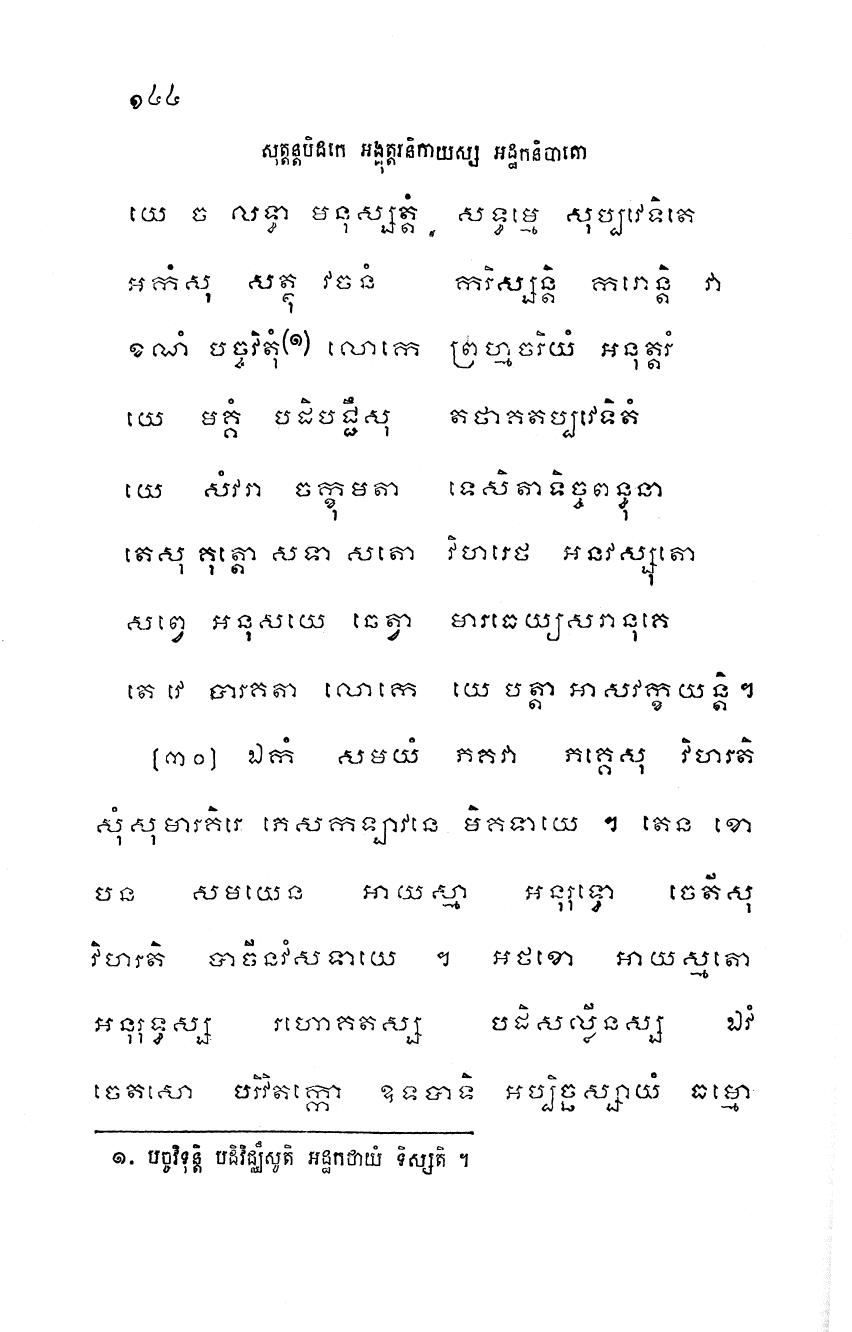 ១៤៤
សុត្តន្តបិដកេ អង្គុត្តរនិកាយស្ស អដ្ឋកនិបាតោ
យេ ច លទ្ធា មនុស្សត្តំ សទ្ធម្មេ សុប្បវេទិតេ
អកំសុ សត្ថុ វចនំ ករិស្សន្តិ ករោន្តិ វា
ខណំ បច្ចវិតុំ(១) លោកេ ព្រហ្មចរិយំ អនុត្តរំ
យេ មគ្គំ បដិបជ្ជឹសុ តថាគតប្បវេទិតំ
យេ សំវរា ចក្ខុមតា ទេសិតាទិច្ចពន្ធុនា
តេសុ គុត្តោ សទា សតោ វិហរេថ អនវស្សុតោ
សព្វេ អនុសយេ ឆេត្វា មារធេយ្យសរានុគេ
តេ វេ បារគតា លោកេ យេ បត្តា អាសវក្ខយន្តិ។
[៣០] ឯកំ សមយំ ភគវា ភគ្គេសុ វិហរតិ
សុំសុមារគិរេ ភេសកឡាវនេ មិគទាយេ ។ តេន ខោ
បន សមយេន អាយស្មា អនុរុទ្ធោ ចេតីសុ
វិហរតិ បាចីនវំសទាយេ ។ អថខោ អាយស្មតោ
អនុរុទ្ធស្ស រហោគតស្ស បដិសល្លីនស្ស ឯវំ
ចេតសោ បរិវិតក្កោ ឧទបាទិ អប្បិច្ឆស្សាយំ ធម្មោ
១. បច្ចវិទុន្តិ បដិវិជ្ឈឹសូតិ អដ្ឋកថាយំ ទិស្សតិ ។